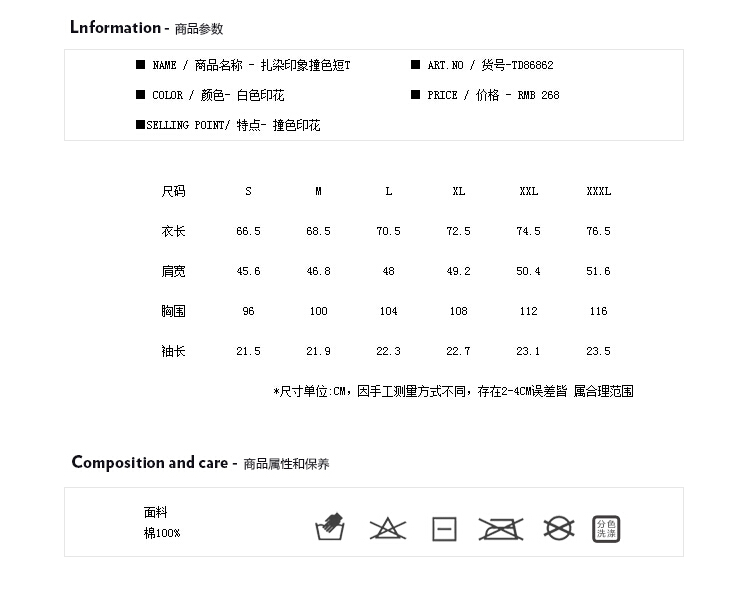 Lnformation - 商品参数
■ NAME / 商品名称 - 扎染印象撞色短T ■ ART.NO / 货号-TD86862
■ COLOR / 颜色- 白色印花 ■ PRICE / 价格 - RMB 268
■SELLING POINT/ 特点- 撞色印花
尺码 S M L XL XXL XXXL
衣长 66.5 68.5 70.5 72.5 74.5 76.5
肩宽 45.6 46.8 48 49.2 50.4 51.6
胸围 96 100 104 108 112 116
袖长 21.5 21.9 22.3 22.7 23.1 23.5
*尺寸单位:CM，因手工测量方式不同，存在2-4CM误差皆 属合理范围
Composition and care - 商品属性和保养
面料
棉100%
分色
洗涤